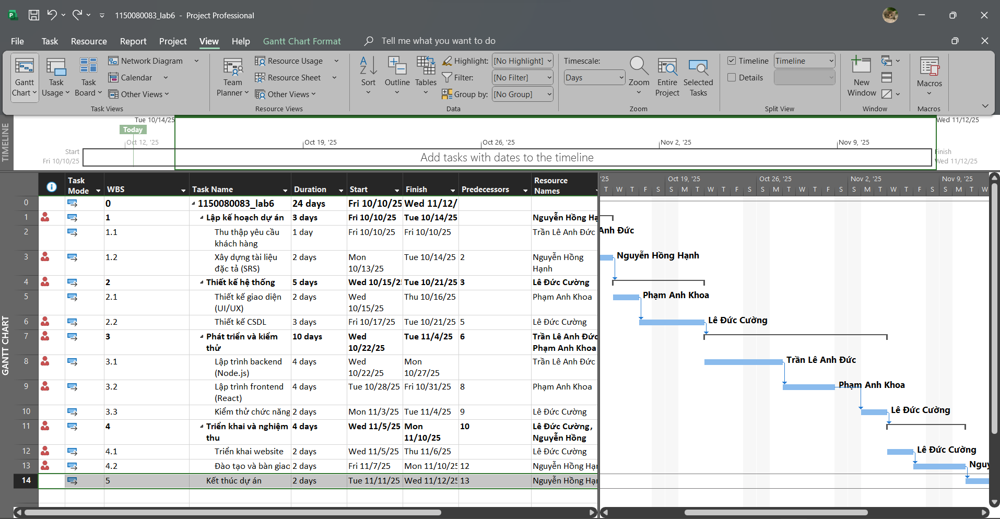 1150080083_lab6 - Project Professional
File Task Resource Report Project View Help Gantt Chart Format Tell me what you want to do
Gantt Chart
Task Usage
Task Board
Network Diagram
Calendar
Other Views
Task Views
Team Planner
Resource Usage
Resource Sheet
Other Views
Resource Views
Sort
Outline
Tables
Highlight: [No Highlight]
Filter: [No Filter]
Group by: [No Group]
Data
Timescale:
Days
Zoom
Entire Project
Selected Tasks
Zoom
Timeline Timeline
Details
Split View
New Window
Window
Macros
Macros
TIMELINE
Tue 10/14/25
Wed 11/12/25
Today
Oct 12, '25 Oct 19, '25 Oct 26, '25 Nov 2, '25 Nov 9, '25
Start
Fri 10/10/25
Add tasks with dates to the timeline
Finish
Wed 11/12/25
GANTT CHART
Task Mode WBS Task Name Duration Start Finish Predecessors Resource Names
'25 Oct 19, '25 Oct 26, '25 Nov 2, '25 Nov 9, '25
T W T F S S M T W T F S S M T W T F S S M T W T F S S M T W
0 0 1150080083_lab6 24 days Fri 10/10/25 Wed 11/12/
1 1 Lập kế hoạch dự án 3 days Fri 10/10/25 Tue 10/14/25 Nguyễn Hồng Hạ
2 1.1 Thu thập yêu cầu khách hàng 1 day Fri 10/10/25 Fri 10/10/25 Trần Lê Anh Đức
Anh Đức
3 1.2 Xây dựng tài liệu đặc tả (SRS) 2 days Mon 10/13/25 Tue 10/14/25 2 Nguyễn Hồng Hạnh
Nguyễn Hồng Hạnh
4 2 Thiết kế hệ thống 5 days Wed 10/15/2 Tue 10/21/25 3 Lê Đức Cường
5 2.1 Thiết kế giao diện (UI/UX) 2 days Wed 10/15/25 Thu 10/16/25 Phạm Anh Khoa
Phạm Anh Khoa
6 2.2 Thiết kế CSDL 3 days Fri 10/17/25 Tue 10/21/25 5 Lê Đức Cường
Lê Đức Cường
7 3 Phát triển và kiểm thử 10 days Wed 10/22/25 Tue 11/4/25 6 Trần Lê Anh Đức Phạm Anh Khoa
8 3.1 Lập trình backend (Node.js) 4 days Wed 10/22/25 Mon 10/27/25 Trần Lê Anh Đức
Trần Lê Anh Đức
9 3.2 Lập trình frontend (React) 4 days Tue 10/28/25 Fri 10/31/25 8 Phạm Anh Khoa
Phạm Anh Khoa
10 3.3 Kiểm thử chức năng 2 days Mon 11/3/25 Tue 11/4/25 9 Lê Đức Cường
Lê Đức Cường
11 4 Triển khai và nghiệm thu 4 days Wed 11/5/25 Mon 11/10/25 10 Lê Đức Cường, Nguyễn Hồng
12 4.1 Triển khai website 2 days Wed 11/5/25 Thu 11/6/25 Lê Đức Cường
Lê Đức Cường
13 4.2 Đào tạo và bàn giao 2 days Fri 11/7/25 Mon 11/10/25 12 Nguyễn Hồng Hạn
Nguy
14 5 Kết thúc dự án 2 days Tue 11/11/25 Wed 11/12/25 13 Nguyễn Hồng Hạn